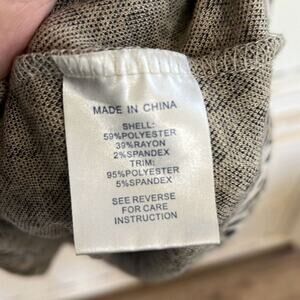 MADE IN CHINA
SHELL:
59%POLYESTER
39%RAYON
2%SPANDEX
TRIM:
95%POLYESTER
5%SPANDEX
SEE REVERSE
FOR CARE
INSTRUCTION